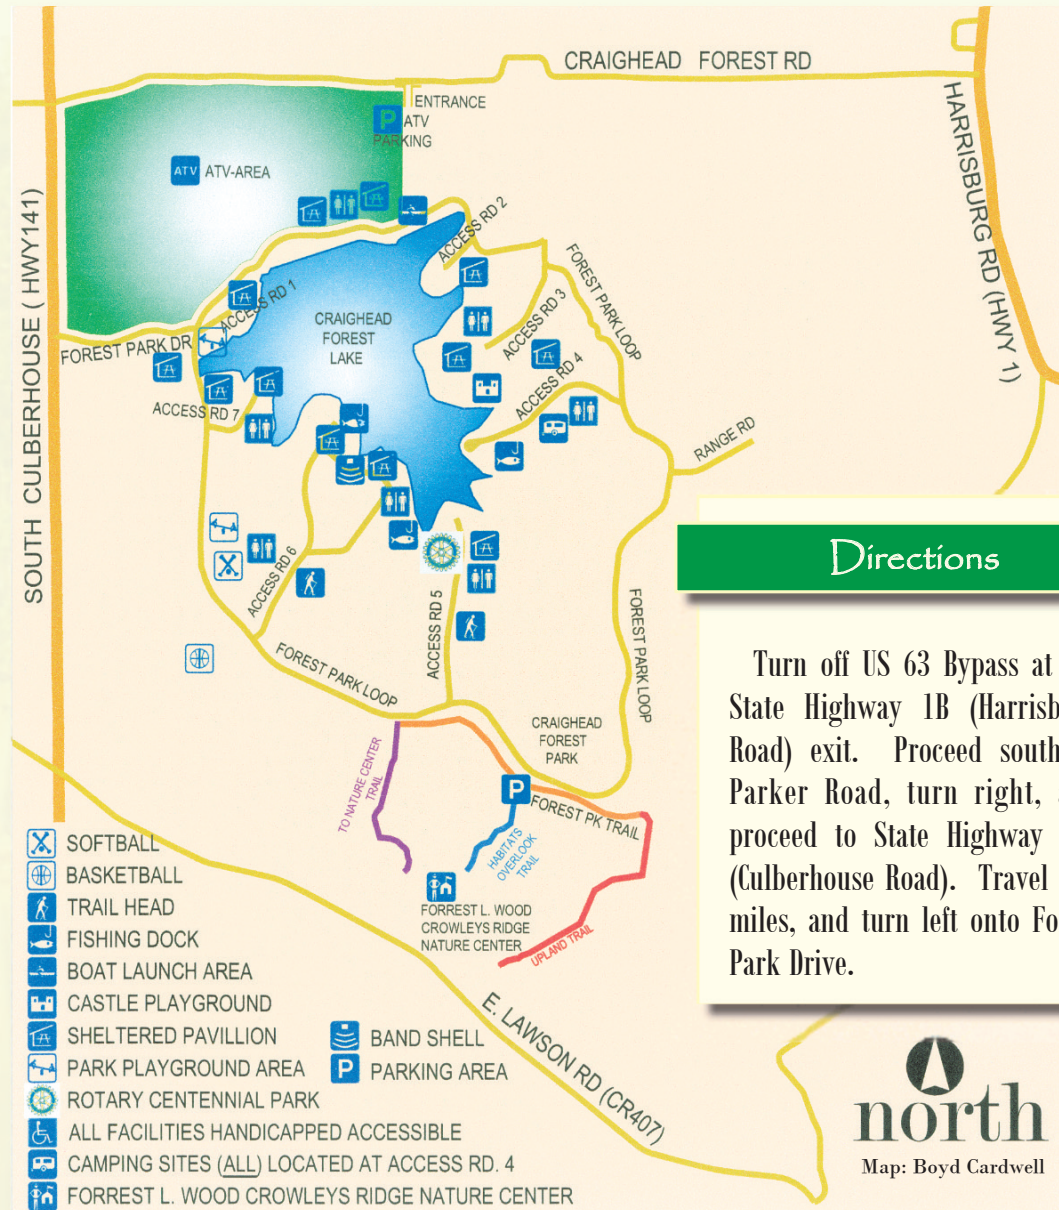 CRAIGHEAD FOREST RD
ENTRANCE
P ATV
PARKING
HARRISBURG RD (HWY 1)
ATV ATV-AREA
SOUTH CULBERHOUSE ( HWY141)
ACCESS RD 2
FOREST PARK LOOP
ACCESS RD 1
ACCESS RD 3
CRAIGHEAD
FOREST
LAKE
FOREST PARK DR
ACCESS RD 4
ACCESS RD 7
RANGE RD
ACCESS RD 6
ACCESS RD 5
FOREST PARK LOOP
FOREST PARK LOOP
CRAIGHEAD
FOREST
PARK
TO NATURE CENTER
TRAIL
P
FOREST PK TRAIL
HABITATS
OVERLOOK
TRAIL
FORREST L. WOOD
CROWLEYS RIDGE
NATURE CENTER
UPLAND TRAIL
E. LAWSON RD (CR407)
Directions
Turn off US 63 Bypass at
State Highway 1B (Harrisb
Road) exit. Proceed south
Parker Road, turn right,
proceed to State Highway
(Culberhouse Road). Travel
miles, and turn left onto Fo
Park Drive.
SOFTBALL
BASKETBALL
TRAIL HEAD
FISHING DOCK
BOAT LAUNCH AREA
CASTLE PLAYGROUND
SHELTERED PAVILLION
PARK PLAYGROUND AREA
ROTARY CENTENNIAL PARK
ALL FACILITIES HANDICAPPED ACCESSIBLE
CAMPING SITES (ALL) LOCATED AT ACCESS RD. 4
FORREST L. WOOD CROWLEYS RIDGE NATURE CENTER
BAND SHELL
P PARKING AREA
north
Map: Boyd Cardwell